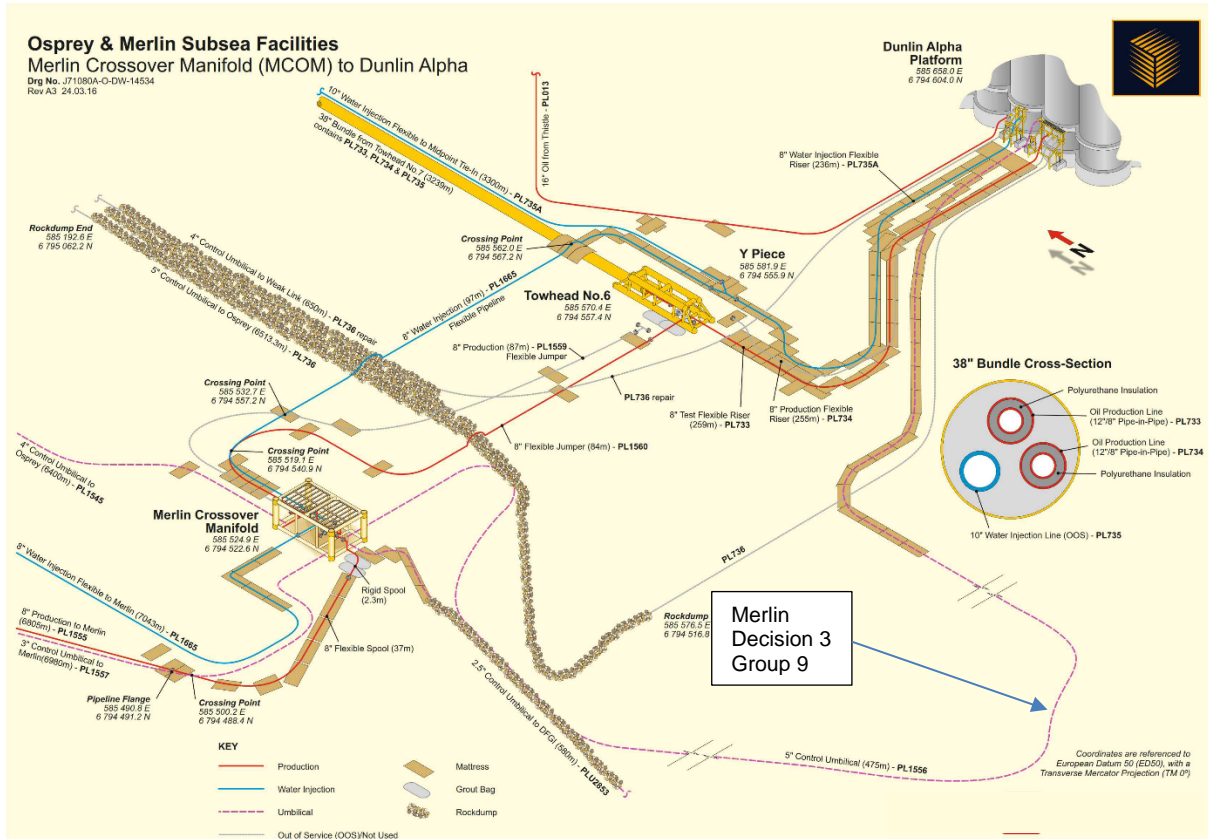 Osprey & Merlin Subsea Facilities
Merlin Crossover Manifold (MCOM) to Dunlin Alpha
Drg No. J71080A-O-DW-14534
Rev A3 24.03.16
Dunlin Alpha
Platform
585 658.0 E
6 794 604.0 N
10" Water Injection Flexible to Midpoint Tie-In (3300m) - PL735A
38" Bundle from Towhead No.7 (3239m)
contains PL733, PL734 & PL735
16" Oil from Thistle - PL013
8" Water Injection Flexible
Riser (236m) - PL735A
N
N
Rockdump End
585 192.6 E
6 795 062.2 N
4" Control Umbilical to Weak Link (650m) - PL736 repair
5" Control Umbilical to Osprey (6513.3m) - PL736
Crossing Point
585 562.0 E
6 794 567.2 N
Y Piece
585 581.9 E
6 794 555.9 N
Towhead No.6
585 570.4 E
6 794 557.4 N
8" Water Injection (97m) - PL1665
Flexible Pipeline
8" Production (87m) - PL1559
Flexible Jumper
38" Bundle Cross-Section
Polyurethane Insulation
Oil Production Line
(12"/8" Pipe-in-Pipe) - PL733
Oil Production Line
(12"/8" Pipe-in-Pipe) - PL734
Polyurethane Insulation
10" Water Injection Line (OOS) - PL735
Crossing Point
585 532.7 E
6 794 557.2 N
PL736 repair
8" Test Flexible Riser
(259m) - PL733
8" Production Flexible
Riser (255m) - PL734
8" Flexible Jumper (84m) - PL1560
4" Control Umbilical to
Osprey (6400m) - PL1545
Crossing Point
585 519.1 E
6 794 540.9 N
Merlin Crossover
Manifold
585 524.9 E
6 794 522.6 N
PL736
8" Water Injection Flexible to Merlin (7043m) - PL1665
Rigid Spool
(2.3m)
8" Production to Merlin
(6805m) - PL1555
3" Control Umbilical to
Merlin(6980m) - PL1557
8" Flexible Spool (37m)
Rockdump
585 576.5 E
6 794 516.8
Merlin
Decision 3
Group 9
Pipeline Flange
585 490.8 E
6 794 491.2 N
Crossing Point
585 500.2 E
6 794 488.4 N
2.5" Control Umbilical to DFGI (580m) - PLU2853
5" Control Umbilical (475m) - PL1556
Coordinates are referenced to
European Datum 50 (ED50), with a
Transverse Mercator Projection (TM 0º)
KEY
Production
Water Injection
Umbilical
Out of Service (OOS)/Not Used
Mattress
Grout Bag
Rockdump